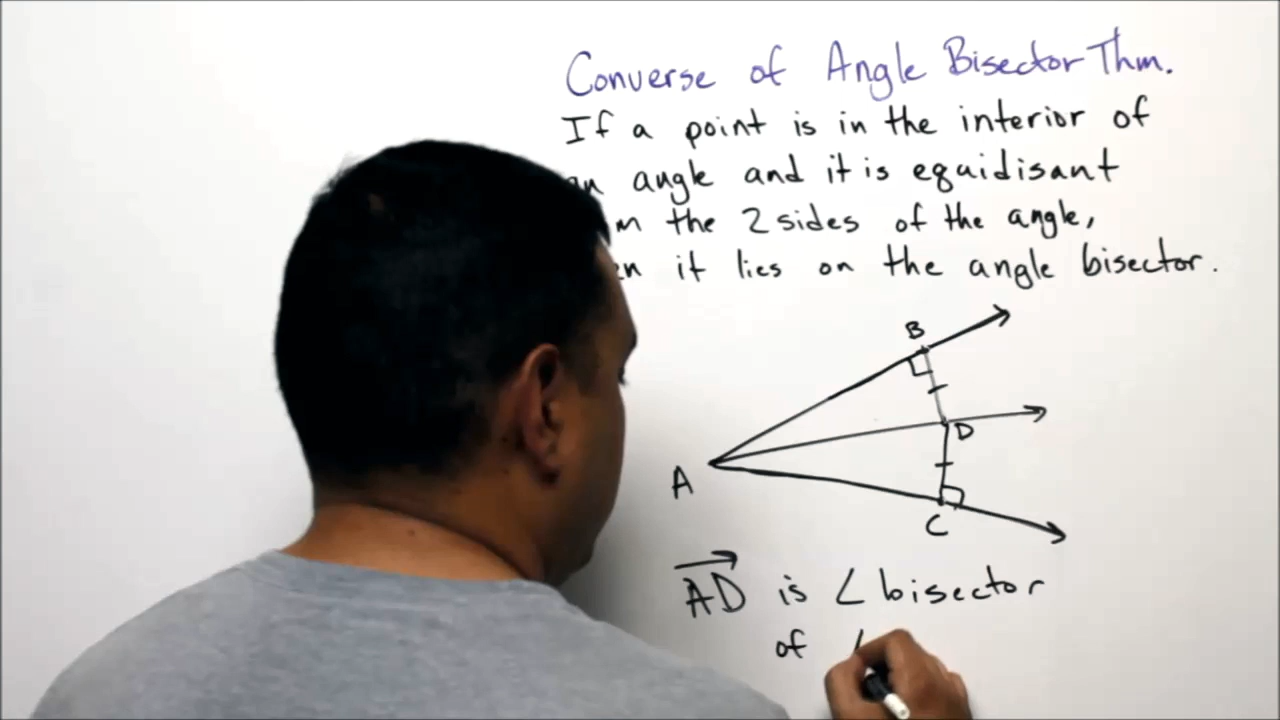 Converse of Angle Bisector Thm.
If a point is in the interior of
an angle and it is equidisant
the 2 sides of the angle,
it lies on the angle bisector.
B
D
A
C
AD is ∠ bisector
of ∠